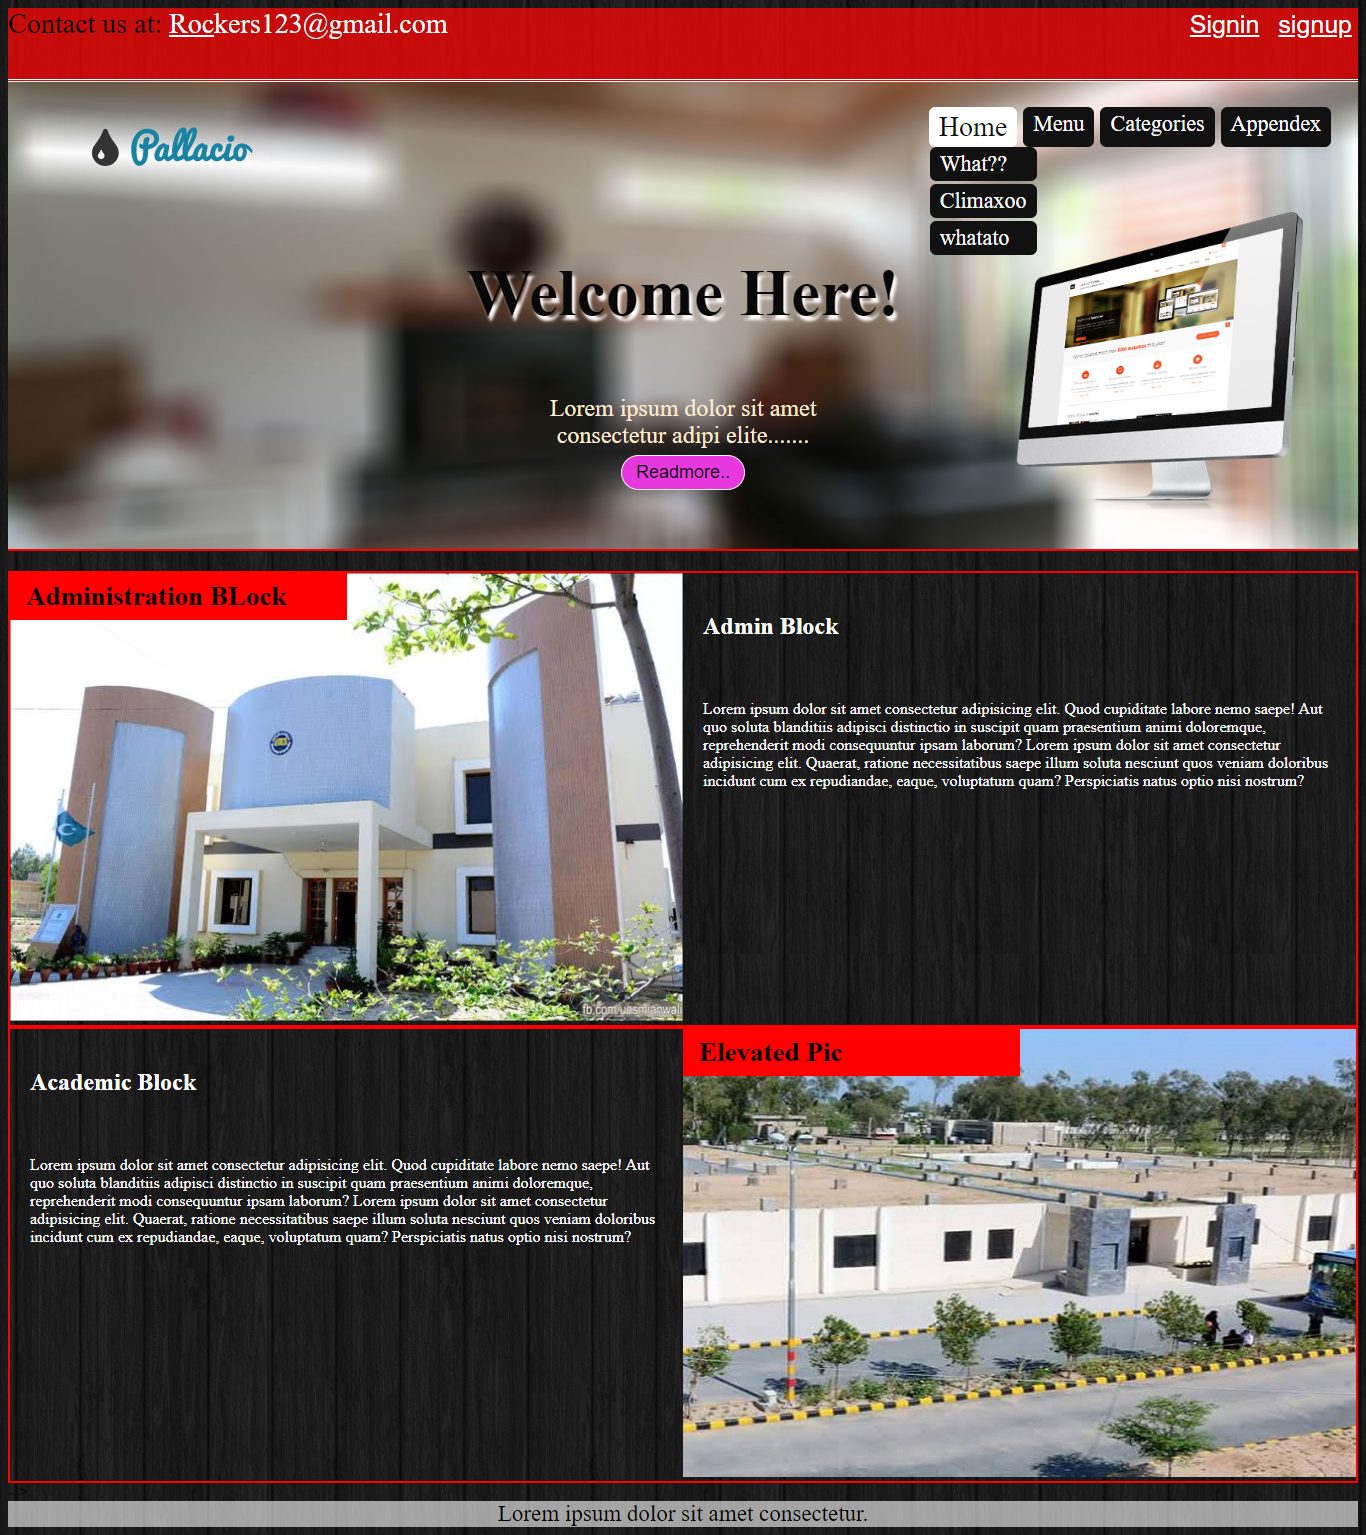 Contact us at: Rockers123@gmail.com
Signin signup
Pallacio
Home Menu Categories Appendex
What??
Climaxoo
whatato
Welcome Here!
Lorem ipsum dolor sit amet
consectetur adipi elite.......
Readmore..
Administration BLock
fb.com/uosmianwali
Admin Block
Lorem ipsum dolor sit amet consectetur adipisicing elit. Quod cupiditate labore nemo saepe! Aut
quo soluta blanditiis adipisci distinctio in suscipit quam praesentium animi doloremque,
reprehenderit modi consequuntur ipsam laborum? Lorem ipsum dolor sit amet consectetur
adipisicing elit. Quaerat, ratione necessitatibus saepe illum soluta nesciunt quos veniam doloribus
incidunt cum ex repudiandae, eaque, voluptatum quam? Perspiciatis natus optio nisi nostrum?
Academic Block
Lorem ipsum dolor sit amet consectetur adipisicing elit. Quod cupiditate labore nemo saepe! Aut
quo soluta blanditiis adipisci distinctio in suscipit quam praesentium animi doloremque,
reprehenderit modi consequuntur ipsam laborum? Lorem ipsum dolor sit amet consectetur
adipisicing elit. Quaerat, ratione necessitatibus saepe illum soluta nesciunt quos veniam doloribus
incidunt cum ex repudiandae, eaque, voluptatum quam? Perspiciatis natus optio nisi nostrum?
Elevated Pic
-->
Lorem ipsum dolor sit amet consectetur.